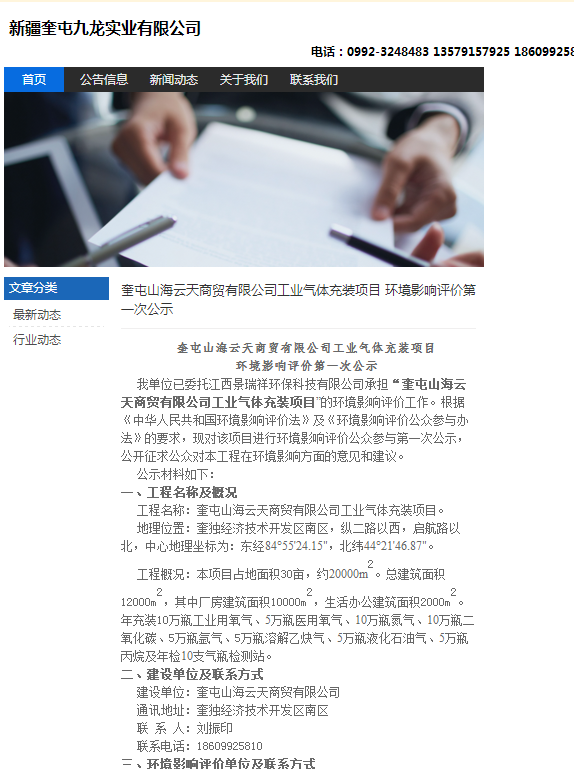 新疆奎屯九龙实业有限公司
电话：0992-3248483 13579157925 186099258
首页 公告信息 新闻动态 关于我们 联系我们
文章分类
最新动态
行业动态
奎屯山海云天商贸有限公司工业气体充装项目 环境影响评价第
一次公示
奎屯山海云天商贸有限公司工业气体充装项目
环境影响评价第一次公示
我单位已委托江西景瑞祥环保科技有限公司承担“奎屯山海云
天商贸有限公司工业气体充装项目"的环境影响评价工作。根据
《中华人民共和国环境影响评价法》及《环境影响评价公众参与办
法》的要求，现对该项目进行环境影响评价公众参与第一次公示，
公开征求公众对本工程在环境影响方面的意见和建议。
公示材料如下：
一、工程名称及概况
工程名称：奎屯山海云天商贸有限公司工业气体充装项目。
地理位置：奎独经济技术开发区南区，纵二路以西，启航路以
北，中心地理坐标为：东经84°55'24.15"，北纬44°21'46.87"。
工程概况：本项目占地面积30亩，约20000m²。总建筑面积
12000m²，其中厂房建筑面积10000m²，生活办公建筑面积2000m²。
年充装10万瓶工业用氧气、5万瓶医用氧气、10万瓶氮气、10万瓶二
氧化碳、5万瓶氩气、5万瓶溶解乙炔气、5万瓶液化石油气、5万瓶
丙烷及年检10支气瓶检测站。
二、建设单位及联系方式
建设单位：奎屯山海云天商贸有限公司
通讯地址：奎独经济技术开发区南区
联 系 人：刘振印
联系电话：18609925810
三、环境影响评价单位及联系方式